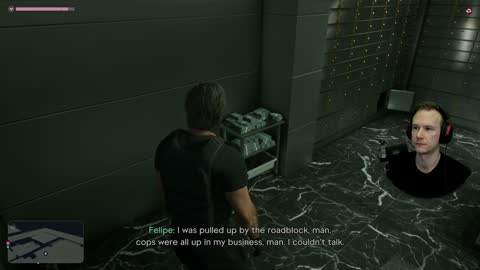 Felipe: I was pulled up by the roadblock, man,
cops were all up in my business, man. I couldn't talk.